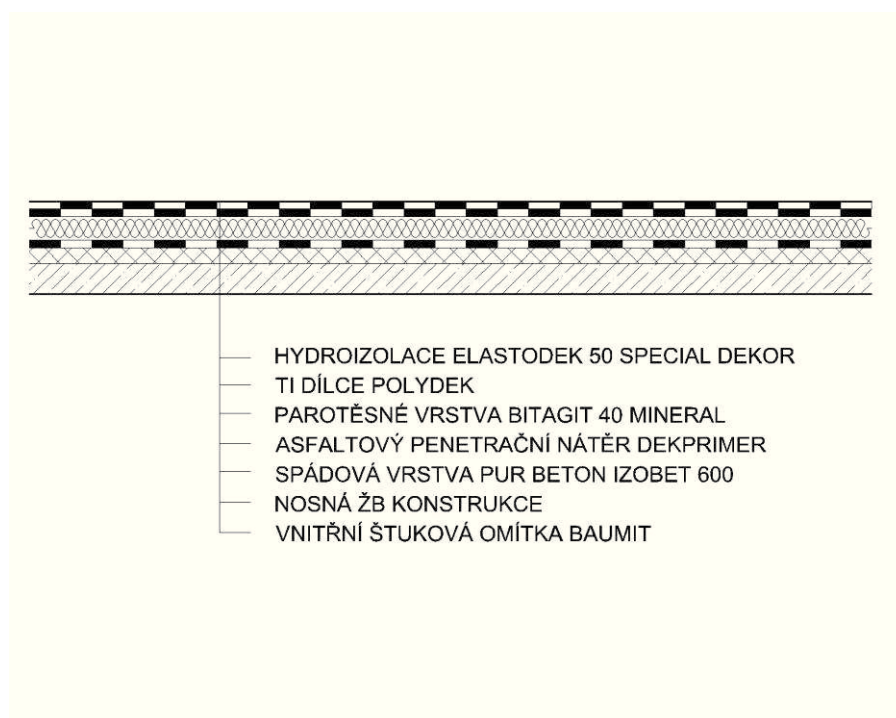 HYDROIZOLACE ELASTODEK 50 SPECIAL DEKOR
TI DÍLCE POLYDEK
PAROTĚSNÉ VRSTVA BITAGIT 40 MINERAL
ASFALTOVÝ PENETRAČNÍ NÁTĚR DEKPRIMER
SPÁDOVÁ VRSTVA PUR BETON IZOBET 600
NOSNÁ ŽB KONSTRUKCE
VNITŘNÍ ŠTUKOVÁ OMÍTKA BAUMIT